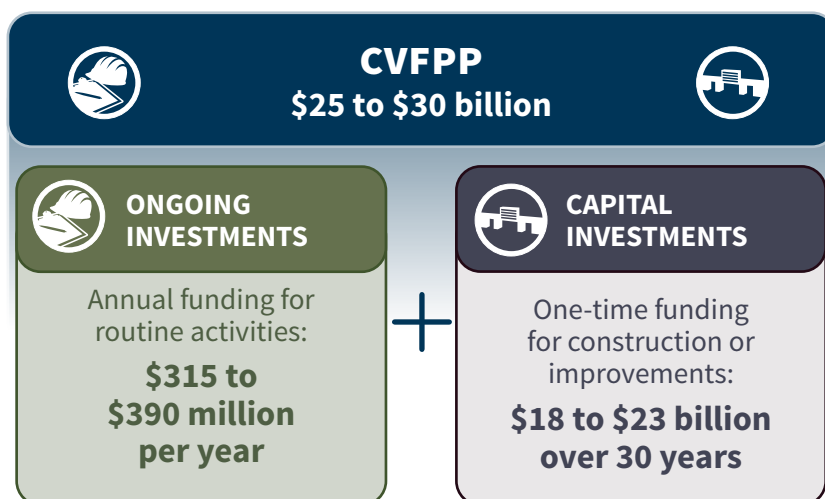 CVFPP
$25 to $30 billion
ONGOING
INVESTMENTS
Annual funding for
routine activities:
$315 to
$390 million
per year
CAPITAL
INVESTMENTS
One-time funding
for construction or
improvements:
$18 to $23 billion
over 30 years